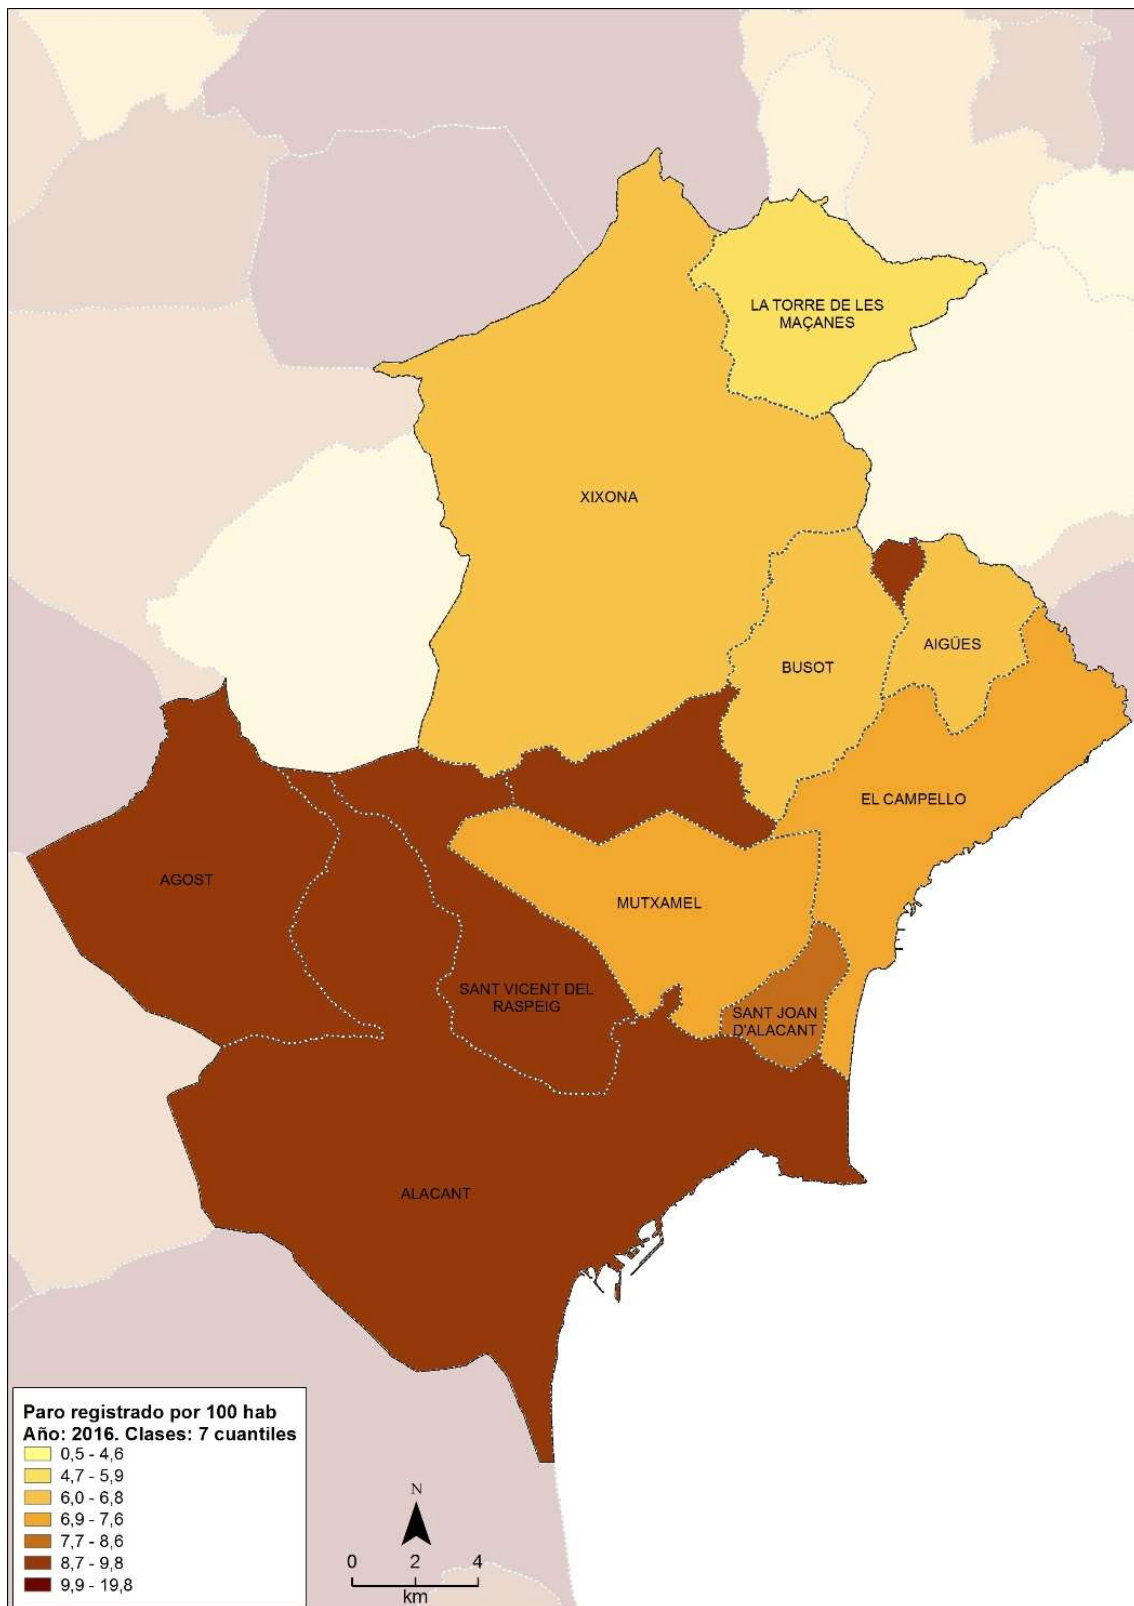 LA TORRE DE LES
MAÇANES
XIXONA
AIGÜES
BUSOT
EL CAMPELLO
AGOST
MUTXAMEL
SANT VICENT DEL
RASPEIG
SANT JOAN
D'ALACANT
ALACANT
Paro registrado por 100 hab
Año: 2016. Clases: 7 cuantiles
0,5 - 4,6
4,7 - 5,9
6,0 - 6,8
6,9 - 7,6
7,7 - 8,6
8,7 - 9,8
9,9 - 19,8
N
0 2 4
km